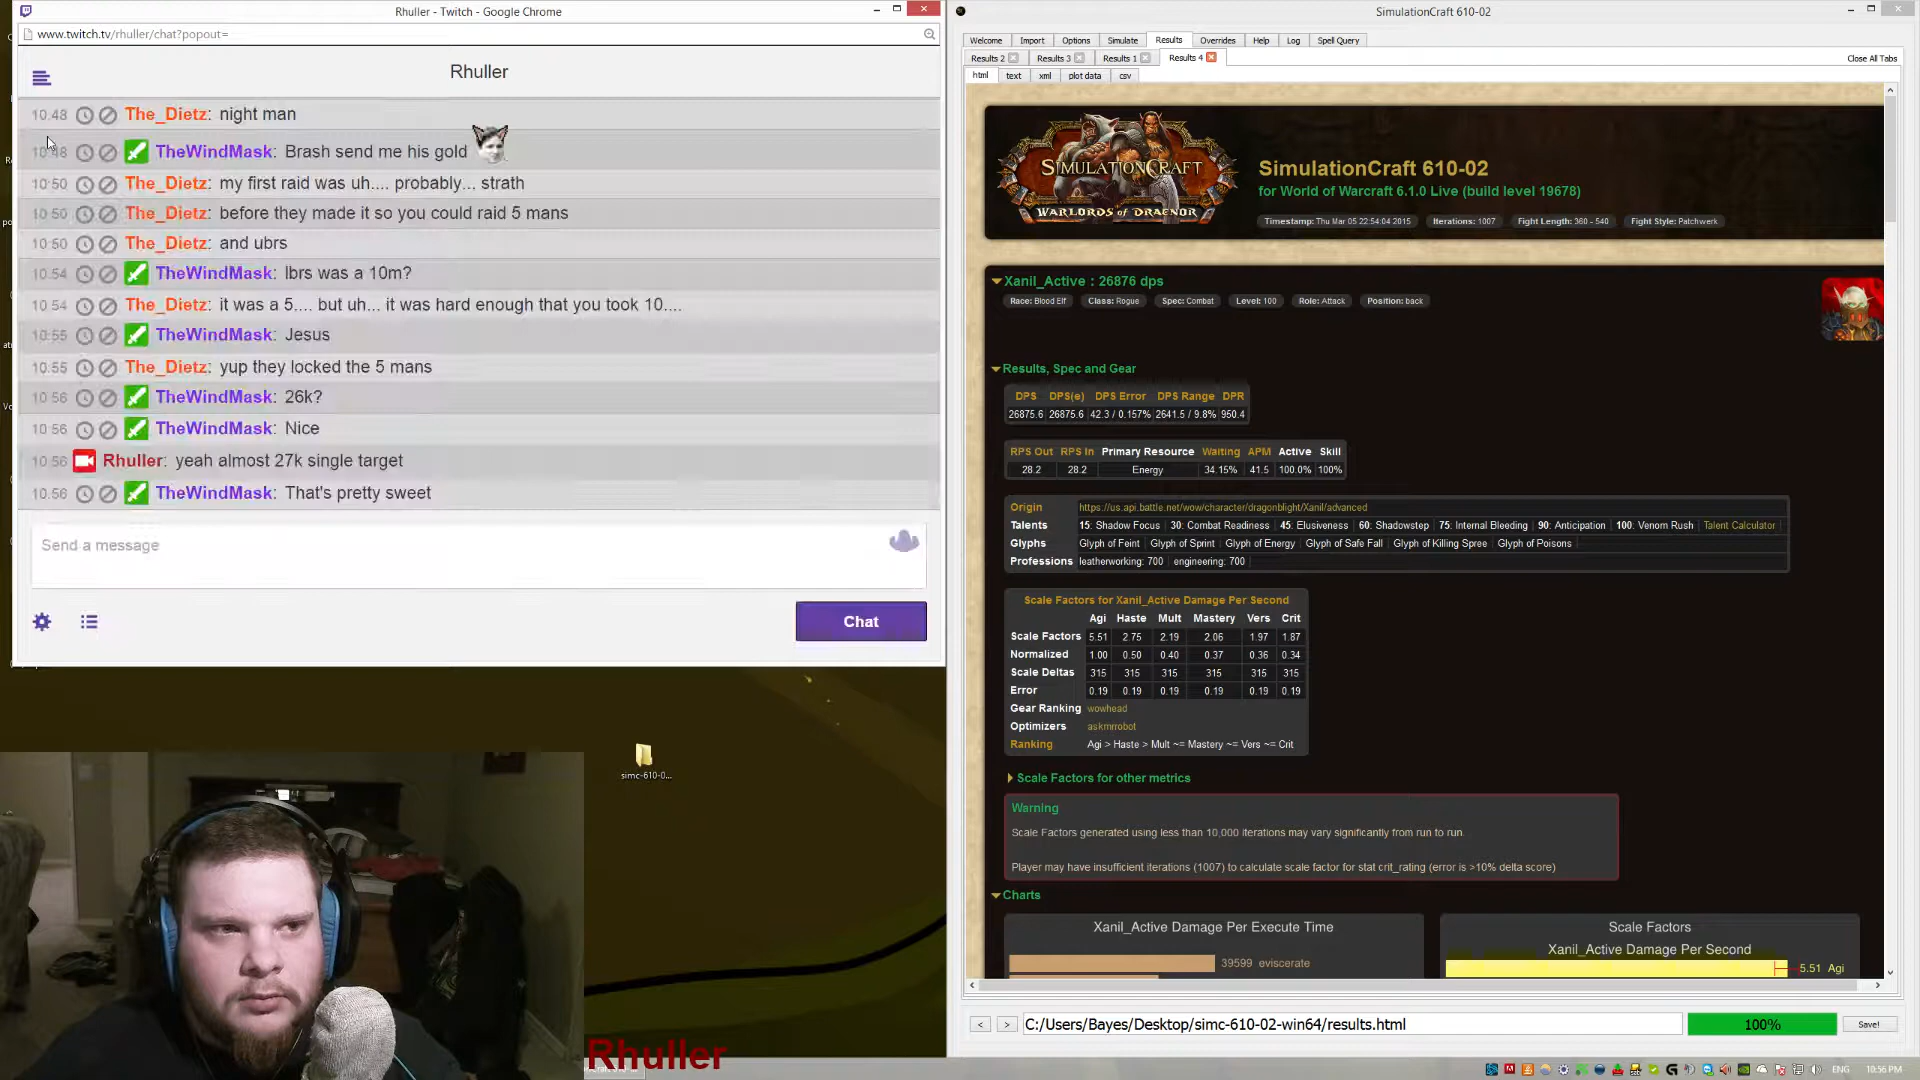 Rhuller - Twitch - Google Chrome
www.twitch.tv/rhuller/chat?popout=
Rhuller
10:48 The_Dietz: night man
10:48 TheWindMask: Brash send me his gold
10:50 The_Dietz: my first raid was uh.... probably... strath
10:50 The_Dietz: before they made it so you could raid 5 mans
10:50 The_Dietz: and ubrs
10:54 TheWindMask: lbrs was a 10m?
10:54 The_Dietz: it was a 5.... but uh... it was hard enough that you took 10....
10:55 TheWindMask: Jesus
10:55 The_Dietz: yup they locked the 5 mans
10:56 TheWindMask: 26k?
10:56 TheWindMask: Nice
10:56 Rhuller: yeah almost 27k single target
10:56 TheWindMask: That's pretty sweet
Send a message
Chat
simc-610-0...
Rhuller
SimulationCraft 610-02
Welcome Import Options Simulate Results Overrides Help Log Spell Query
Results 2 Results 3 Results 1 Results 4 Close All Tabs
html text xml plot data csv
SIMULATIONCRAFT
WARLORDS OF DRAENOR
SimulationCraft 610-02
for World of Warcraft 6.1.0 Live (build level 19678)
Timestamp: Thu Mar 05 22:54:04 2015 Iterations: 1007 Fight Length: 360 - 540 Fight Style: Patchwerk
Xanil_Active : 26876 dps
Race: Blood Elf Class: Rogue Spec: Combat Level: 100 Role: Attack Position: back
Results, Spec and Gear
DPS DPS(e) DPS Error DPS Range DPR
26875.6 26875.6 42.3 / 0.157% 2641.5 / 9.8% 950.4
RPS Out RPS In Primary Resource Waiting APM Active Skill
28.2 28.2 Energy 34.15% 41.5 100.0% 100%
Origin https://us.api.battle.net/wow/character/dragonblight/Xanil/advanced
Talents 15: Shadow Focus 30: Combat Readiness 45: Elusiveness 60: Shadowstep 75: Internal Bleeding 90: Anticipation 100: Venom Rush Talent Calculator
Glyphs Glyph of Feint Glyph of Sprint Glyph of Energy Glyph of Safe Fall Glyph of Killing Spree Glyph of Poisons
Professions leatherworking: 700 engineering: 700
Scale Factors for Xanil_Active Damage Per Second
Agi Haste Mult Mastery Vers Crit
Scale Factors 5.51 2.75 2.19 2.06 1.97 1.87
Normalized 1.00 0.50 0.40 0.37 0.36 0.34
Scale Deltas 315 315 315 315 315 315
Error 0.19 0.19 0.19 0.19 0.19 0.19
Gear Ranking wowhead
Optimizers askmrrobot
Ranking Agi > Haste > Mult ~= Mastery ~= Vers ~= Crit
Scale Factors for other metrics
Warning
Scale Factors generated using less than 10,000 iterations may vary significantly from run to run.
Player may have insufficient iterations (1007) to calculate scale factor for stat crit_rating (error is >10% delta score)
Charts
Xanil_Active Damage Per Execute Time
39599 eviscerate
Scale Factors
Xanil_Active Damage Per Second
5.51 Agi
< > C:/Users/Bayes/Desktop/simc-610-02-win64/results.html 100% Save!
ENG 10:56 PM